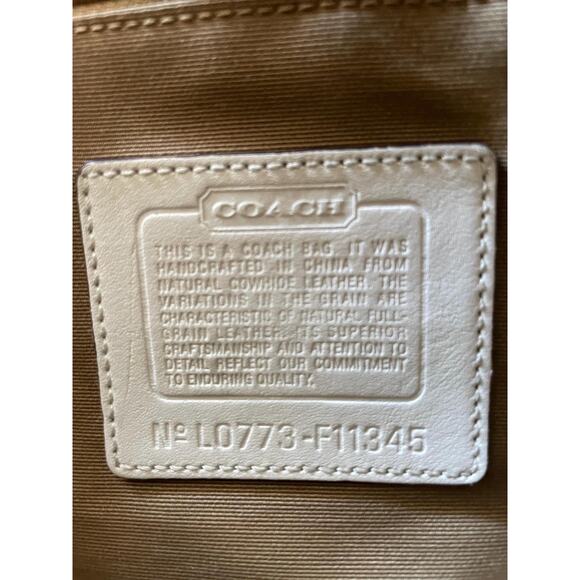 COACH
THIS IS A COACH BAG. IT WAS
HANDCRAFTED IN CHINA FROM
NATURAL COWHIDE LEATHER. THE
VARIATIONS IN THE GRAIN ARE
CHARACTERISTIC OF NATURAL FULL-
GRAIN LEATHER. ITS SUPERIOR
CRAFTSMANSHIP AND ATTENTION TO
DETAIL REFLECT OUR COMMITMENT
TO ENDURING QUALITY.
Nº L0773-F11345